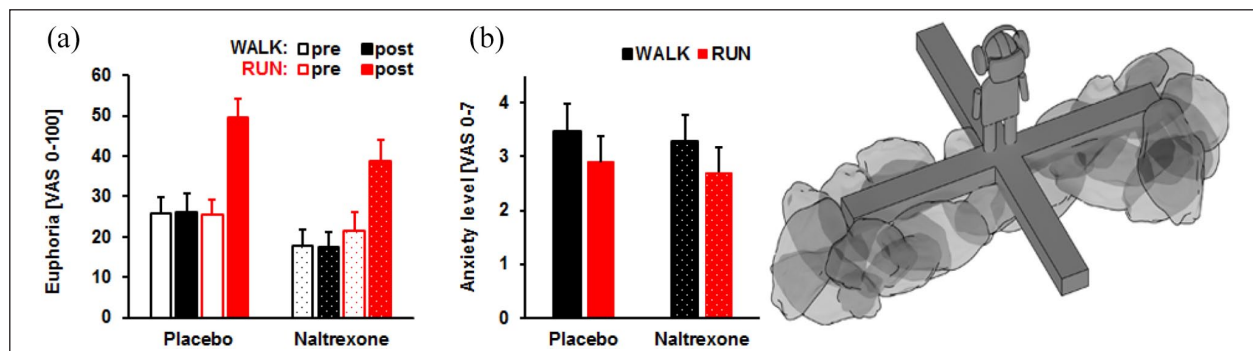 (a)
WALK: pre post
RUN: pre post
Euphoria [VAS 0-100]
60
50
40
30
20
10
0
Placebo Naltrexone
(b)
WALK RUN
Anxiety level [VAS 0-7]
4
3
2
1
0
Placebo Naltrexone